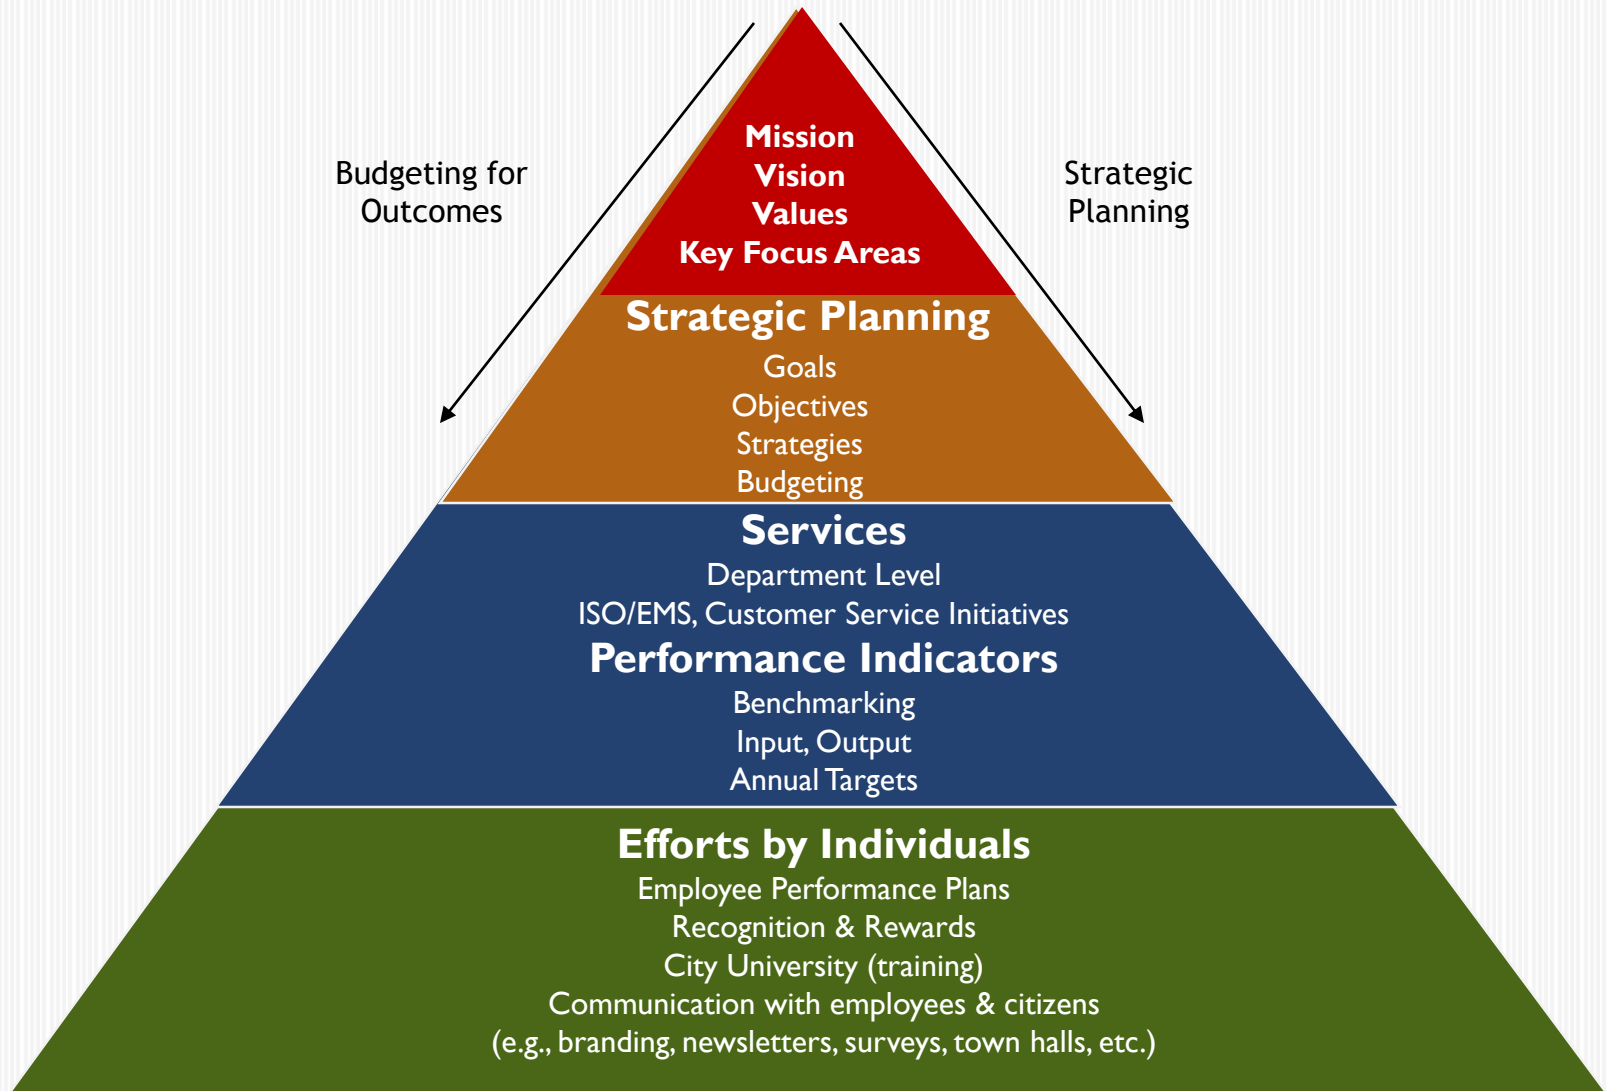 Mission
Vision
Values
Key Focus Areas
Budgeting for
Outcomes
Strategic
Planning
Strategic Planning
Goals
Objectives
Strategies
Budgeting
Services
Department Level
ISO/EMS, Customer Service Initiatives
Performance Indicators
Benchmarking
Input, Output
Annual Targets
Efforts by Individuals
Employee Performance Plans
Recognition & Rewards
City University (training)
Communication with employees & citizens
(e.g., branding, newsletters, surveys, town halls, etc.)